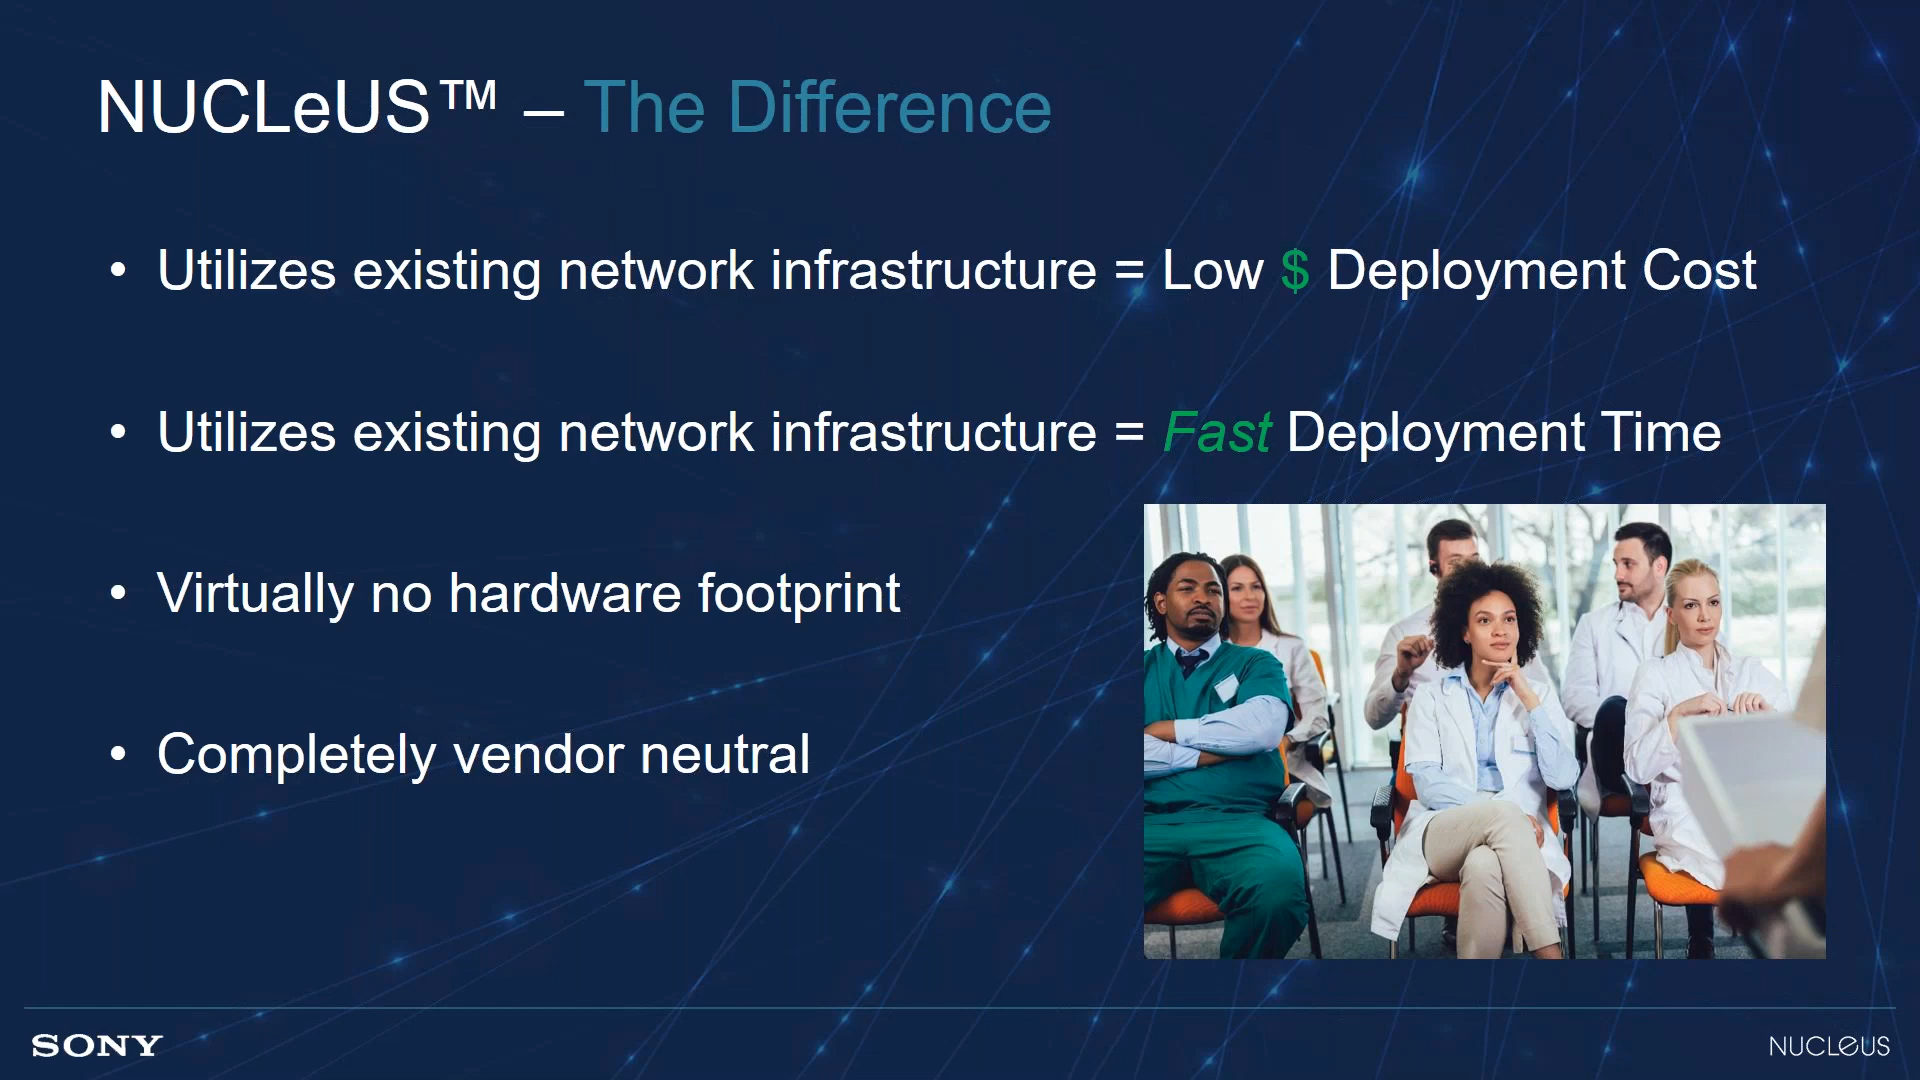 NUCLeUS™ – The Difference
• Utilizes existing network infrastructure = Low $ Deployment Cost
• Utilizes existing network infrastructure = Fast Deployment Time
• Virtually no hardware footprint
• Completely vendor neutral
SONY
NUCLeUS